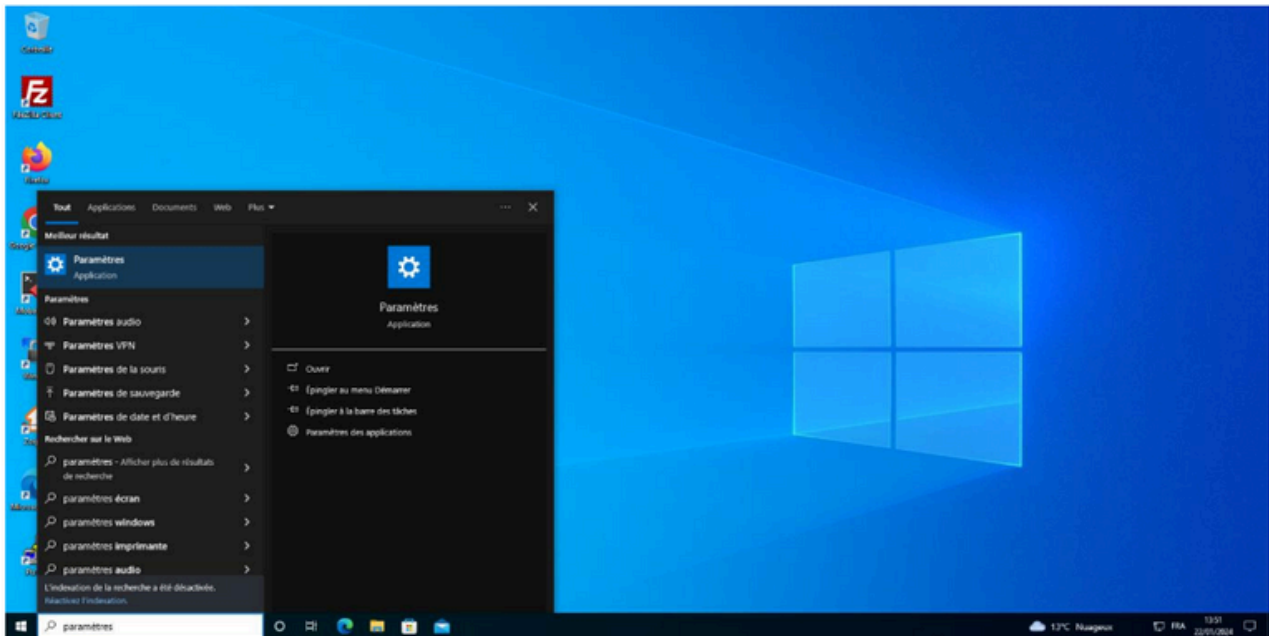 Corbeille
FileZilla Client
Firefox
Tout Applications Documents Web Plus
Meilleur résultat
Paramètres
Application
Paramètres
Paramètres audio
Paramètres VPN
Paramètres de la souris
Paramètres de sauvegarde
Paramètres de date et d'heure
Rechercher sur le Web
paramètres - Afficher plus de résultats
de recherche
paramètres écran
paramètres windows
paramètres imprimante
paramètres audio
L'indexation de la recherche a été désactivée.
Réactivez l'indexation.
Paramètres
Application
Ouvrir
Épingler au menu Démarrer
Épingler à la barre des tâches
Paramètres des applications
paramètres
13°C Nuageux
FRA
13:51
22/01/2024